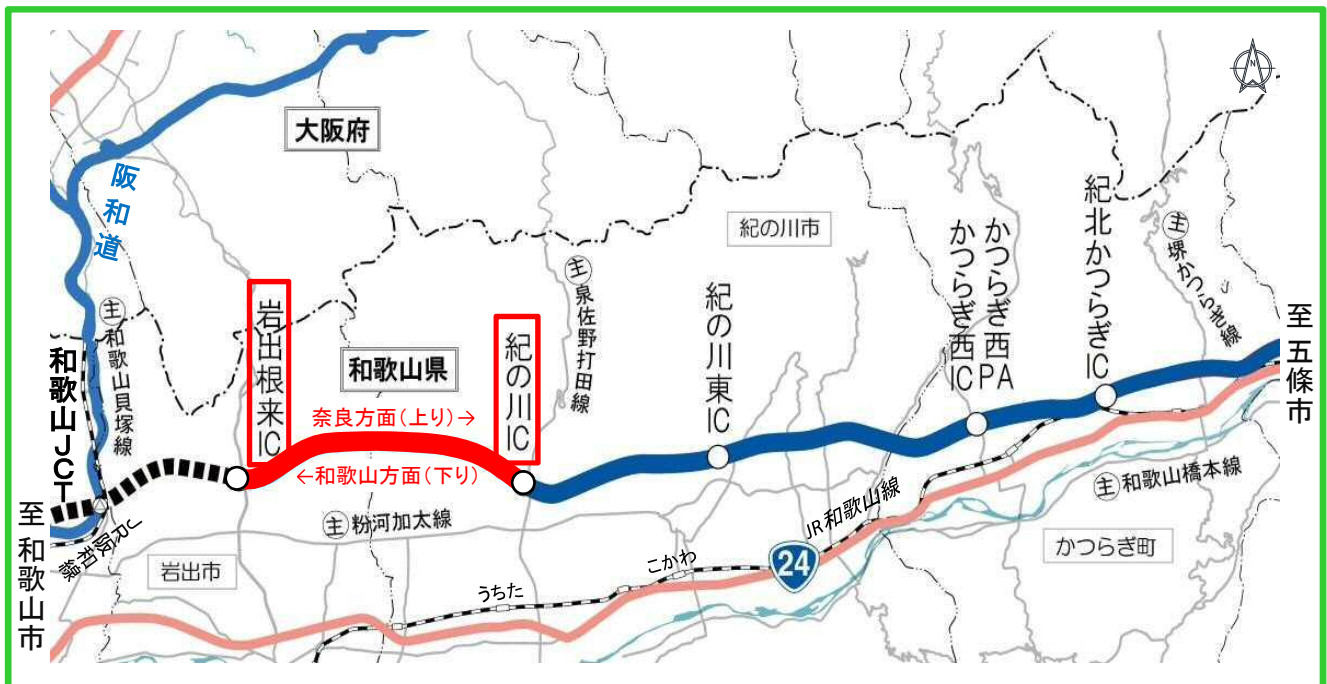 N
大阪府
阪和道
主和歌山貝塚線
和歌山JCT
至和歌山市
JR阪和線
岩出根来IC
和歌山県
奈良方面(上り)→
←和歌山方面(下り)
紀の川IC
主泉佐野打田線
紀の川市
紀の川東IC
かつらぎ西IC
かつらぎ西PA
紀北かつらぎIC
主堺かつらぎ線
至五條市
主粉河加太線
岩出市
うちた
こかわ
24
JR和歌山線
主和歌山橋本線
かつらぎ町